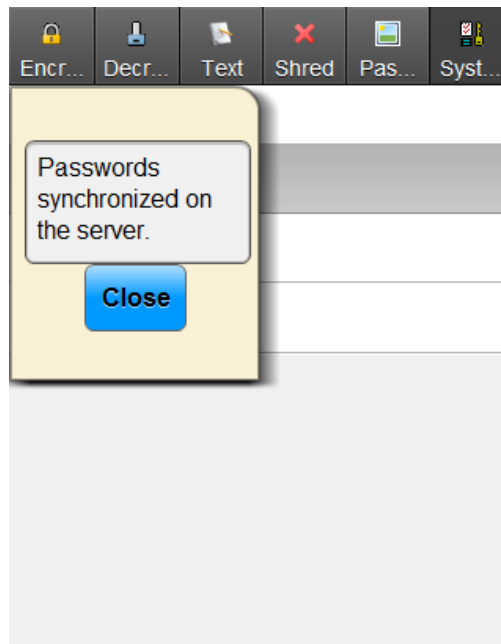 Encr... Decr... Text Shred Pas... Syst...
Passwords
synchronized on
the server.
Close